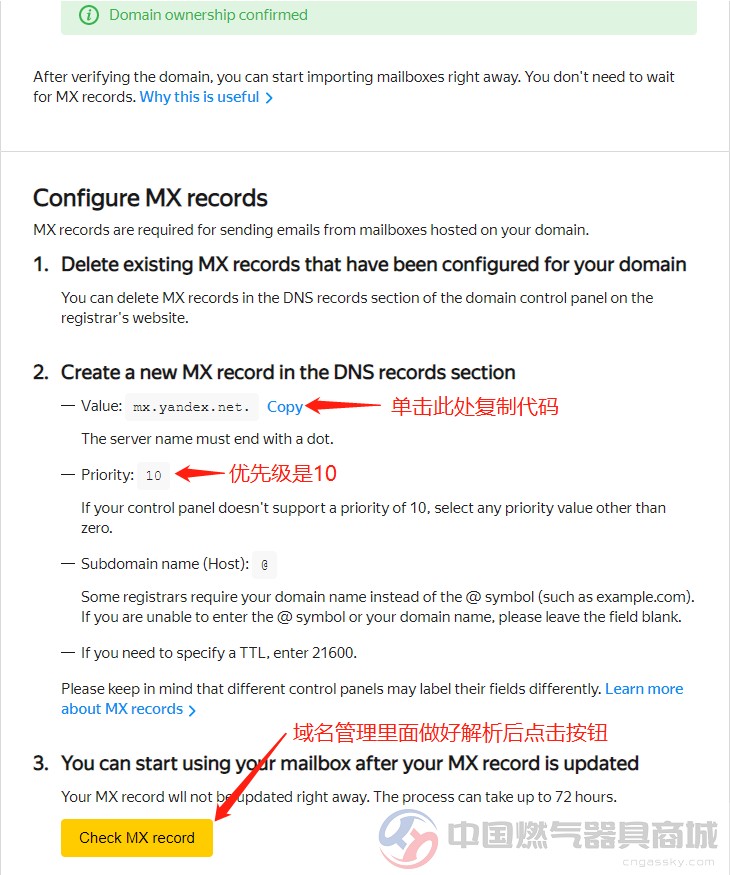 Domain ownership confirmed
After verifying the domain, you can start importing mailboxes right away. You don't need to wait
for MX records. Why this is useful >
Configure MX records
MX records are required for sending emails from mailboxes hosted on your domain.
1. Delete existing MX records that have been configured for your domain
You can delete MX records in the DNS records section of the domain control panel on the
registrar's website.
2. Create a new MX record in the DNS records section
— Value: mx.yandex.net. Copy 单击此处复制代码
The server name must end with a dot.
— Priority: 10 优先级是10
If your control panel doesn't support a priority of 10, select any priority value other than
zero.
— Subdomain name (Host): @
Some registrars require your domain name instead of the @ symbol (such as example.com).
If you are unable to enter the @ symbol or your domain name, please leave the field blank.
— If you need to specify a TTL, enter 21600.
Please keep in mind that different control panels may label their fields differently. Learn more
about MX records >
域名管理里面做好解析后点击按钮
3. You can start using your mailbox after your MX record is updated
Your MX record wll not be updated right away. The process can take up to 72 hours.
Check MX record
中国燃气器具商城
cngassky.com